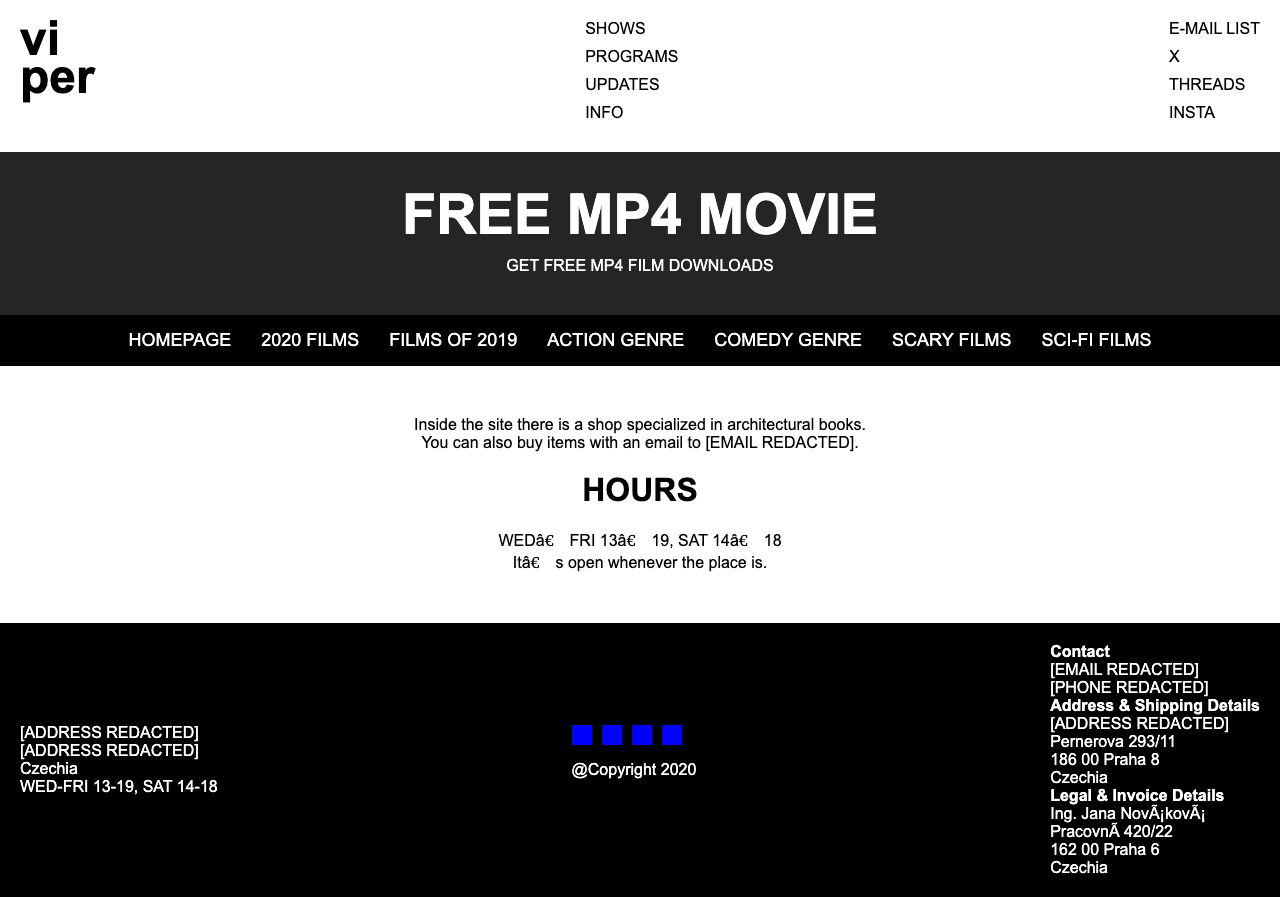 vi
per
SHOWS
PROGRAMS
UPDATES
INFO
E-MAIL LIST
X
THREADS
INSTA
FREE MP4 MOVIE
GET FREE MP4 FILM DOWNLOADS
HOMEPAGE 2020 FILMS FILMS OF 2019 ACTION GENRE COMEDY GENRE SCARY FILMS SCI-FI FILMS
Inside the site there is a shop specialized in architectural books.
You can also buy items with an email to [EMAIL REDACTED].
HOURS
WEDâ€ FRI 13â€ 19, SAT 14â€ 18
Itâ€ s open whenever the place is.
[ADDRESS REDACTED]
[ADDRESS REDACTED]
Czechia
WED-FRI 13-19, SAT 14-18
@Copyright 2020
Contact
[EMAIL REDACTED]
[PHONE REDACTED]
Address & Shipping Details
[ADDRESS REDACTED]
Pernerova 293/11
186 00 Praha 8
Czechia
Legal & Invoice Details
Ing. Jana NovÃ¡kovÃ¡
PracovnÃ 420/22
162 00 Praha 6
Czechia